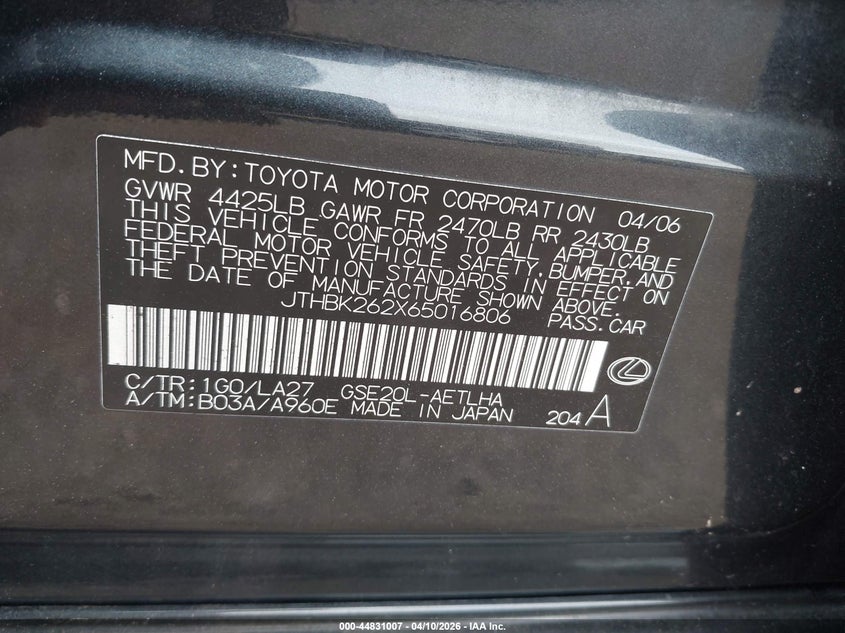 MFD.BY:TOYOTA MOTOR CORPORATION 04/06
GVWR 4425LB GAWR FR 2470LB RR 2430LB
THIS VEHICLE CONFORMS TO ALL APPLICABLE
FEDERAL MOTOR VEHICLE SAFETY,BUMPER,AND
THEFT PREVENTION STANDARDS IN EFFECT ON
THE DATE OF MANUFACTURE SHOWN ABOVE.
JTHBK262X65016806 PASS.CAR
C/TR:1G0/LA27 GSE20L-AETLHA
A/TM:B03A/A960E MADE IN JAPAN 204 A
000-44831007 - 04/10/2026 - IAA Inc.